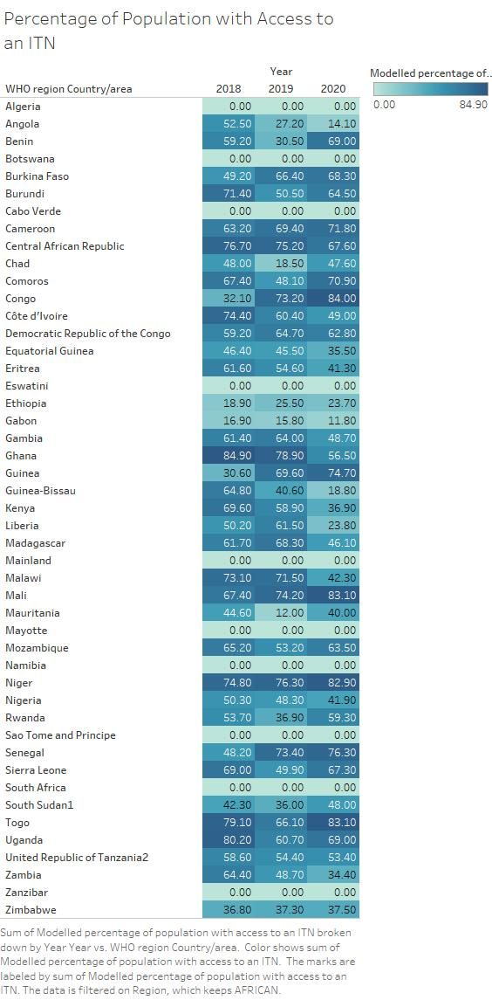 Percentage of Population with Access to
an ITN
Year
Modelled percentage of..
WHO region Country/area 2018 2019 2020
0.00 84.90
Algeria 0.00 0.00 0.00
Angola 52.50 27.20 14.10
Benin 59.20 30.50 69.00
Botswana 0.00 0.00 0.00
Burkina Faso 49.20 66.40 68.30
Burundi 71.40 50.50 64.50
Cabo Verde 0.00 0.00 0.00
Cameroon 63.20 69.40 71.80
Central African Republic 76.70 75.20 67.60
Chad 48.00 18.50 47.60
Comoros 67.40 48.10 70.90
Congo 32.10 73.20 84.00
Côte d’Ivoire 74.40 60.40 49.00
Democratic Republic of the Congo 59.20 64.70 62.80
Equatorial Guinea 46.40 45.50 35.50
Eritrea 61.60 54.60 41.30
Eswatini 0.00 0.00 0.00
Ethiopia 18.90 25.50 23.70
Gabon 16.90 15.80 11.80
Gambia 61.40 64.00 48.70
Ghana 84.90 78.90 56.50
Guinea 30.60 69.60 74.70
Guinea-Bissau 64.80 40.60 18.80
Kenya 69.60 58.90 36.90
Liberia 50.20 61.50 23.80
Madagascar 61.70 68.30 46.10
Mainland 0.00 0.00 0.00
Malawi 73.10 71.50 42.30
Mali 67.40 74.20 83.10
Mauritania 44.60 12.00 40.00
Mayotte 0.00 0.00 0.00
Mozambique 65.20 53.20 63.50
Namibia 0.00 0.00 0.00
Niger 74.80 76.30 82.90
Nigeria 50.30 48.30 41.90
Rwanda 53.70 36.90 59.30
Sao Tome and Principe 0.00 0.00 0.00
Senegal 48.20 73.40 76.30
Sierra Leone 69.00 49.90 67.30
South Africa 0.00 0.00 0.00
South Sudan1 42.30 36.00 48.00
Togo 79.10 66.10 83.10
Uganda 80.20 60.70 69.00
United Republic of Tanzania2 58.60 54.40 53.40
Zambia 64.40 48.70 34.40
Zanzibar 0.00 0.00 0.00
Zimbabwe 36.80 37.30 37.50
Sum of Modelled percentage of population with access to an ITN broken
down by Year Year vs. WHO region Country/area. Color shows sum of
Modelled percentage of population with access to an ITN. The marks are
labeled by sum of Modelled percentage of population with access to an
ITN. The data is filtered on Region, which keeps AFRICAN.